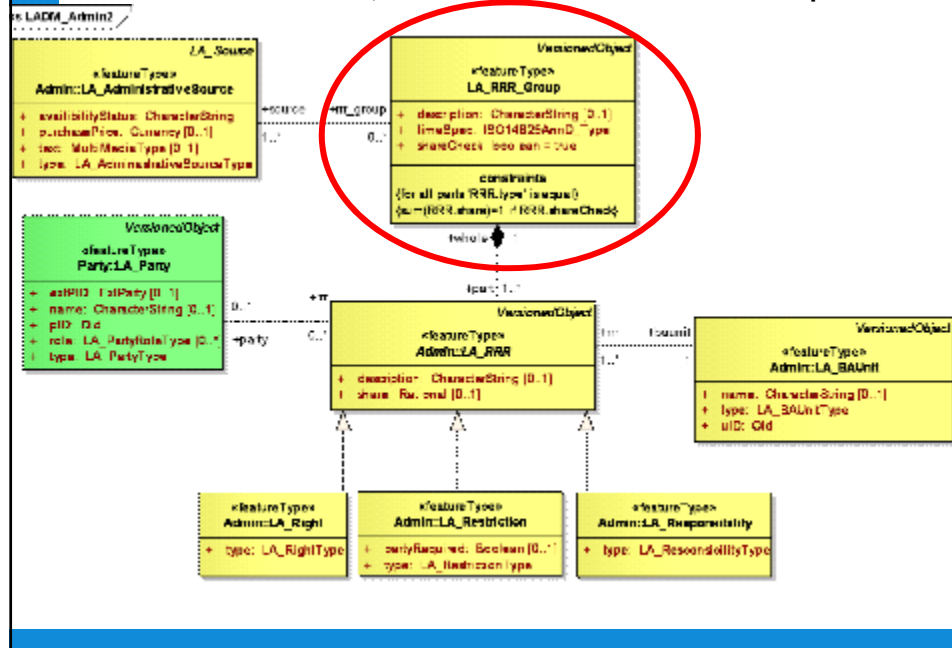 LADM_Admin2
LA_Source
«featureType»
Admin::LA_AdministrativeSource
+ availibilityStatus: CharacterString
+ purchasePrice: Currency [0..1]
+ text: MultiMediaType [0..1]
+ type: LA_AdministrativeSourceType
+source
1..*
+rrr_group
0..*
VersionedObject
«featureType»
LA_RRR_Group
+ description: CharacterString [0..1]
+ timeSpec: ISO14825AnnD_Type
+ shareCheck: boolean = true
constraints
{for all parts 'RRR.type' is equal}
{sum(RRR.share)=1 if RRR.shareCheck}
+whole
+part 1..*
VersionedObject
«featureType»
Party::LA_Party
+ extPID: ExtParty [0..1]
+ name: CharacterString [0..1]
+ pID: Oid
+ role: LA_PartyRoleType [0..*]
+ type: LA_PartyType
0..*
+party
+rrr
0..*
VersionedObject
«featureType»
Admin::LA_RRR
+ description: CharacterString [0..1]
+ share: Rational [0..1]
+rrr
1..*
+baunit
VersionedObject
«featureType»
Admin::LA_BAUnit
+ name: CharacterString [0..1]
+ type: LA_BAUnitType
+ uID: Oid
«featureType»
Admin::LA_Right
+ type: LA_RightType
«featureType»
Admin::LA_Restriction
+ partyRequired: Boolean [0..1]
+ type: LA_RestrictionType
«featureType»
Admin::LA_Responsibility
+ type: LA_ResponsibilityType